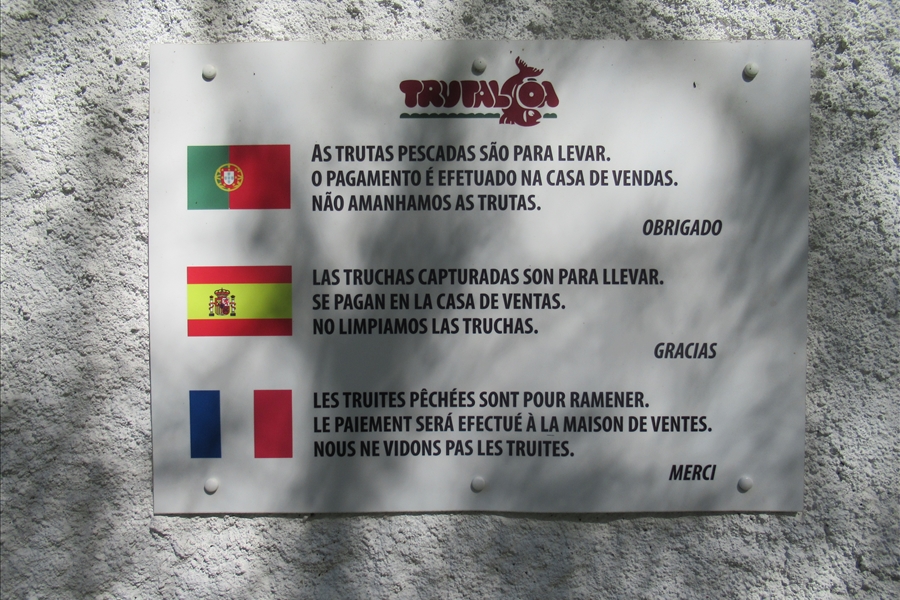 TRUTALCÔA
AS TRUTAS PESCADAS SÃO PARA LEVAR.
O PAGAMENTO É EFETUADO NA CASA DE VENDAS.
NÃO AMANHAMOS AS TRUTAS.
OBRIGADO
LAS TRUCHAS CAPTURADAS SON PARA LLEVAR.
SE PAGAN EN LA CASA DE VENTAS.
NO LIMPIAMOS LAS TRUCHAS.
GRACIAS
LES TRUITES PÊCHÉES SONT POUR RAMENER.
LE PAIEMENT SERÁ EFECTUÉ À LA MAISON DE VENTES.
NOUS NE VIDONS PAS LES TRUITES.
MERCI